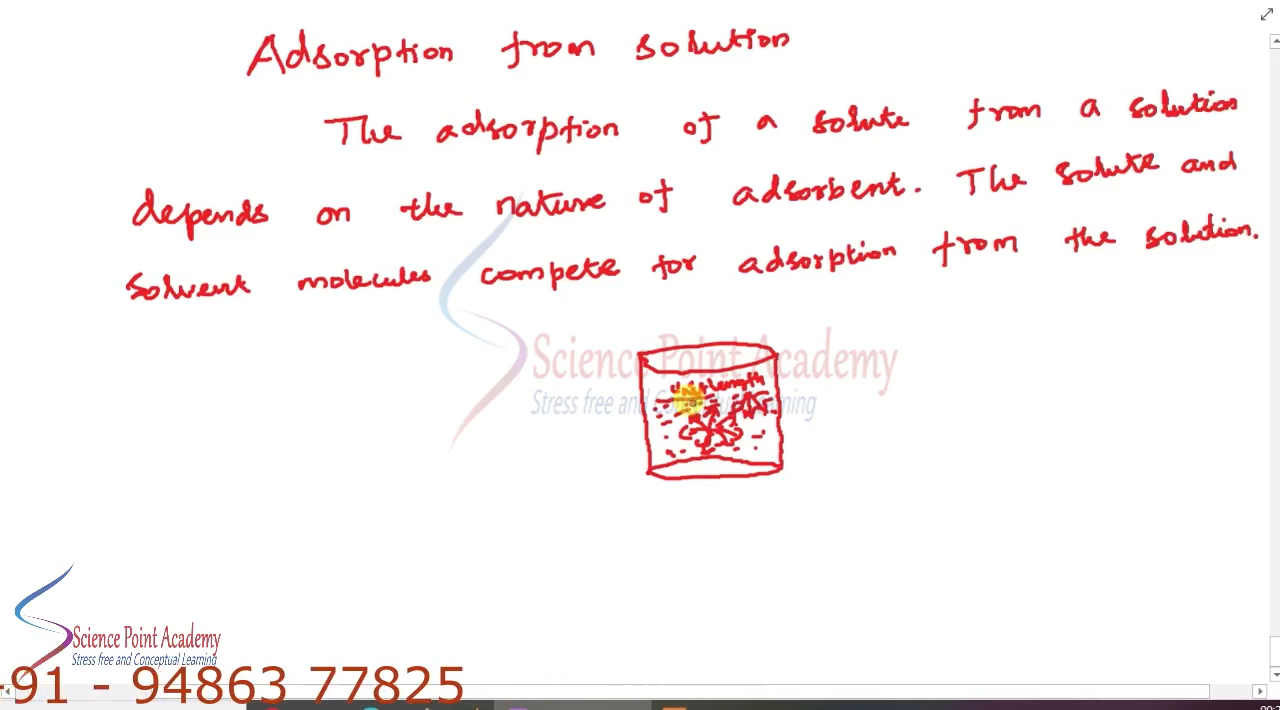 Adsorption from solution
The adsorption of a solute from a solution
depends on the nature of adsorbent. The solute and
solvent molecules compete for adsorption from the solution.
Science Point Academy
Stress free and Conceptual Learning
Science Point Academy
Stress free and Conceptual Learning
+91 - 94863 77825